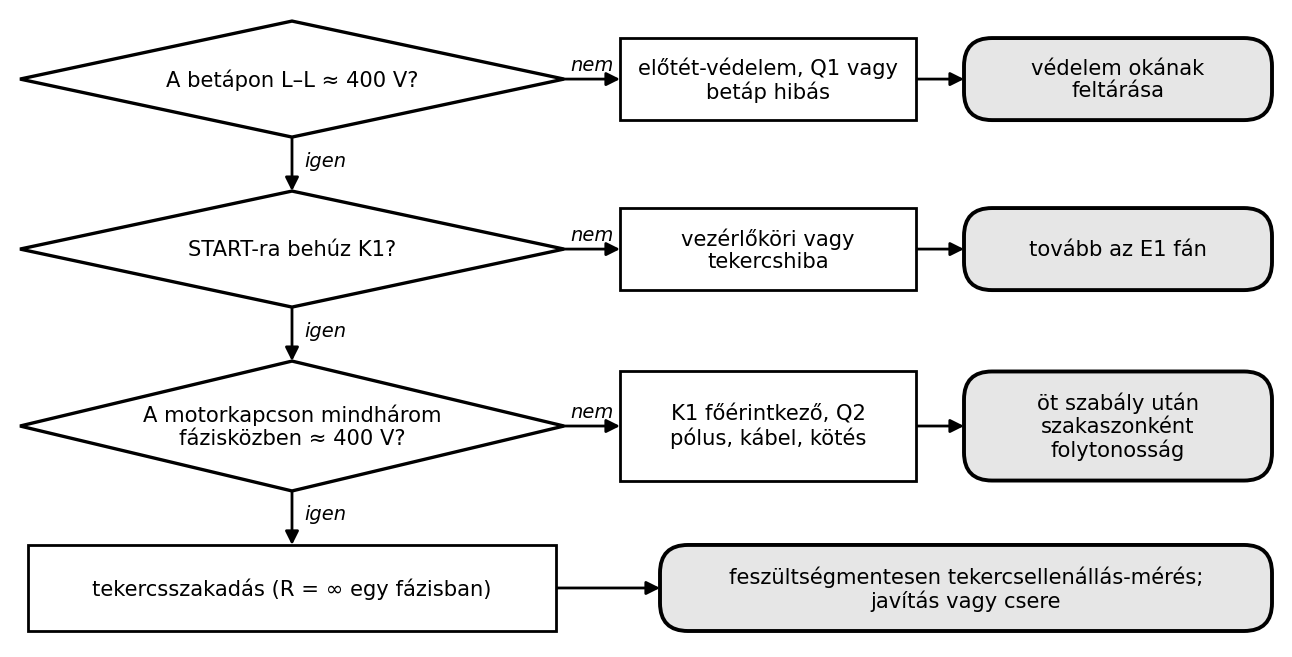 A betápon L–L ≈ 400 V?
nem
előtét-védelem, Q1 vagy
betáp hibás
védelem okának
feltárása
igen
START-ra behúz K1?
nem
vezérlőköri vagy
tekercshiba
tovább az E1 fán
igen
A motorkapcson mindhárom
fázisközben ≈ 400 V?
nem
K1 főérintkező, Q2
pólus, kábel, kötés
öt szabály után
szakaszonként
folytonosság
igen
tekercsszakadás (R = ∞ egy fázisban)
feszültségmentesen tekercsellenállás-mérés;
javítás vagy csere